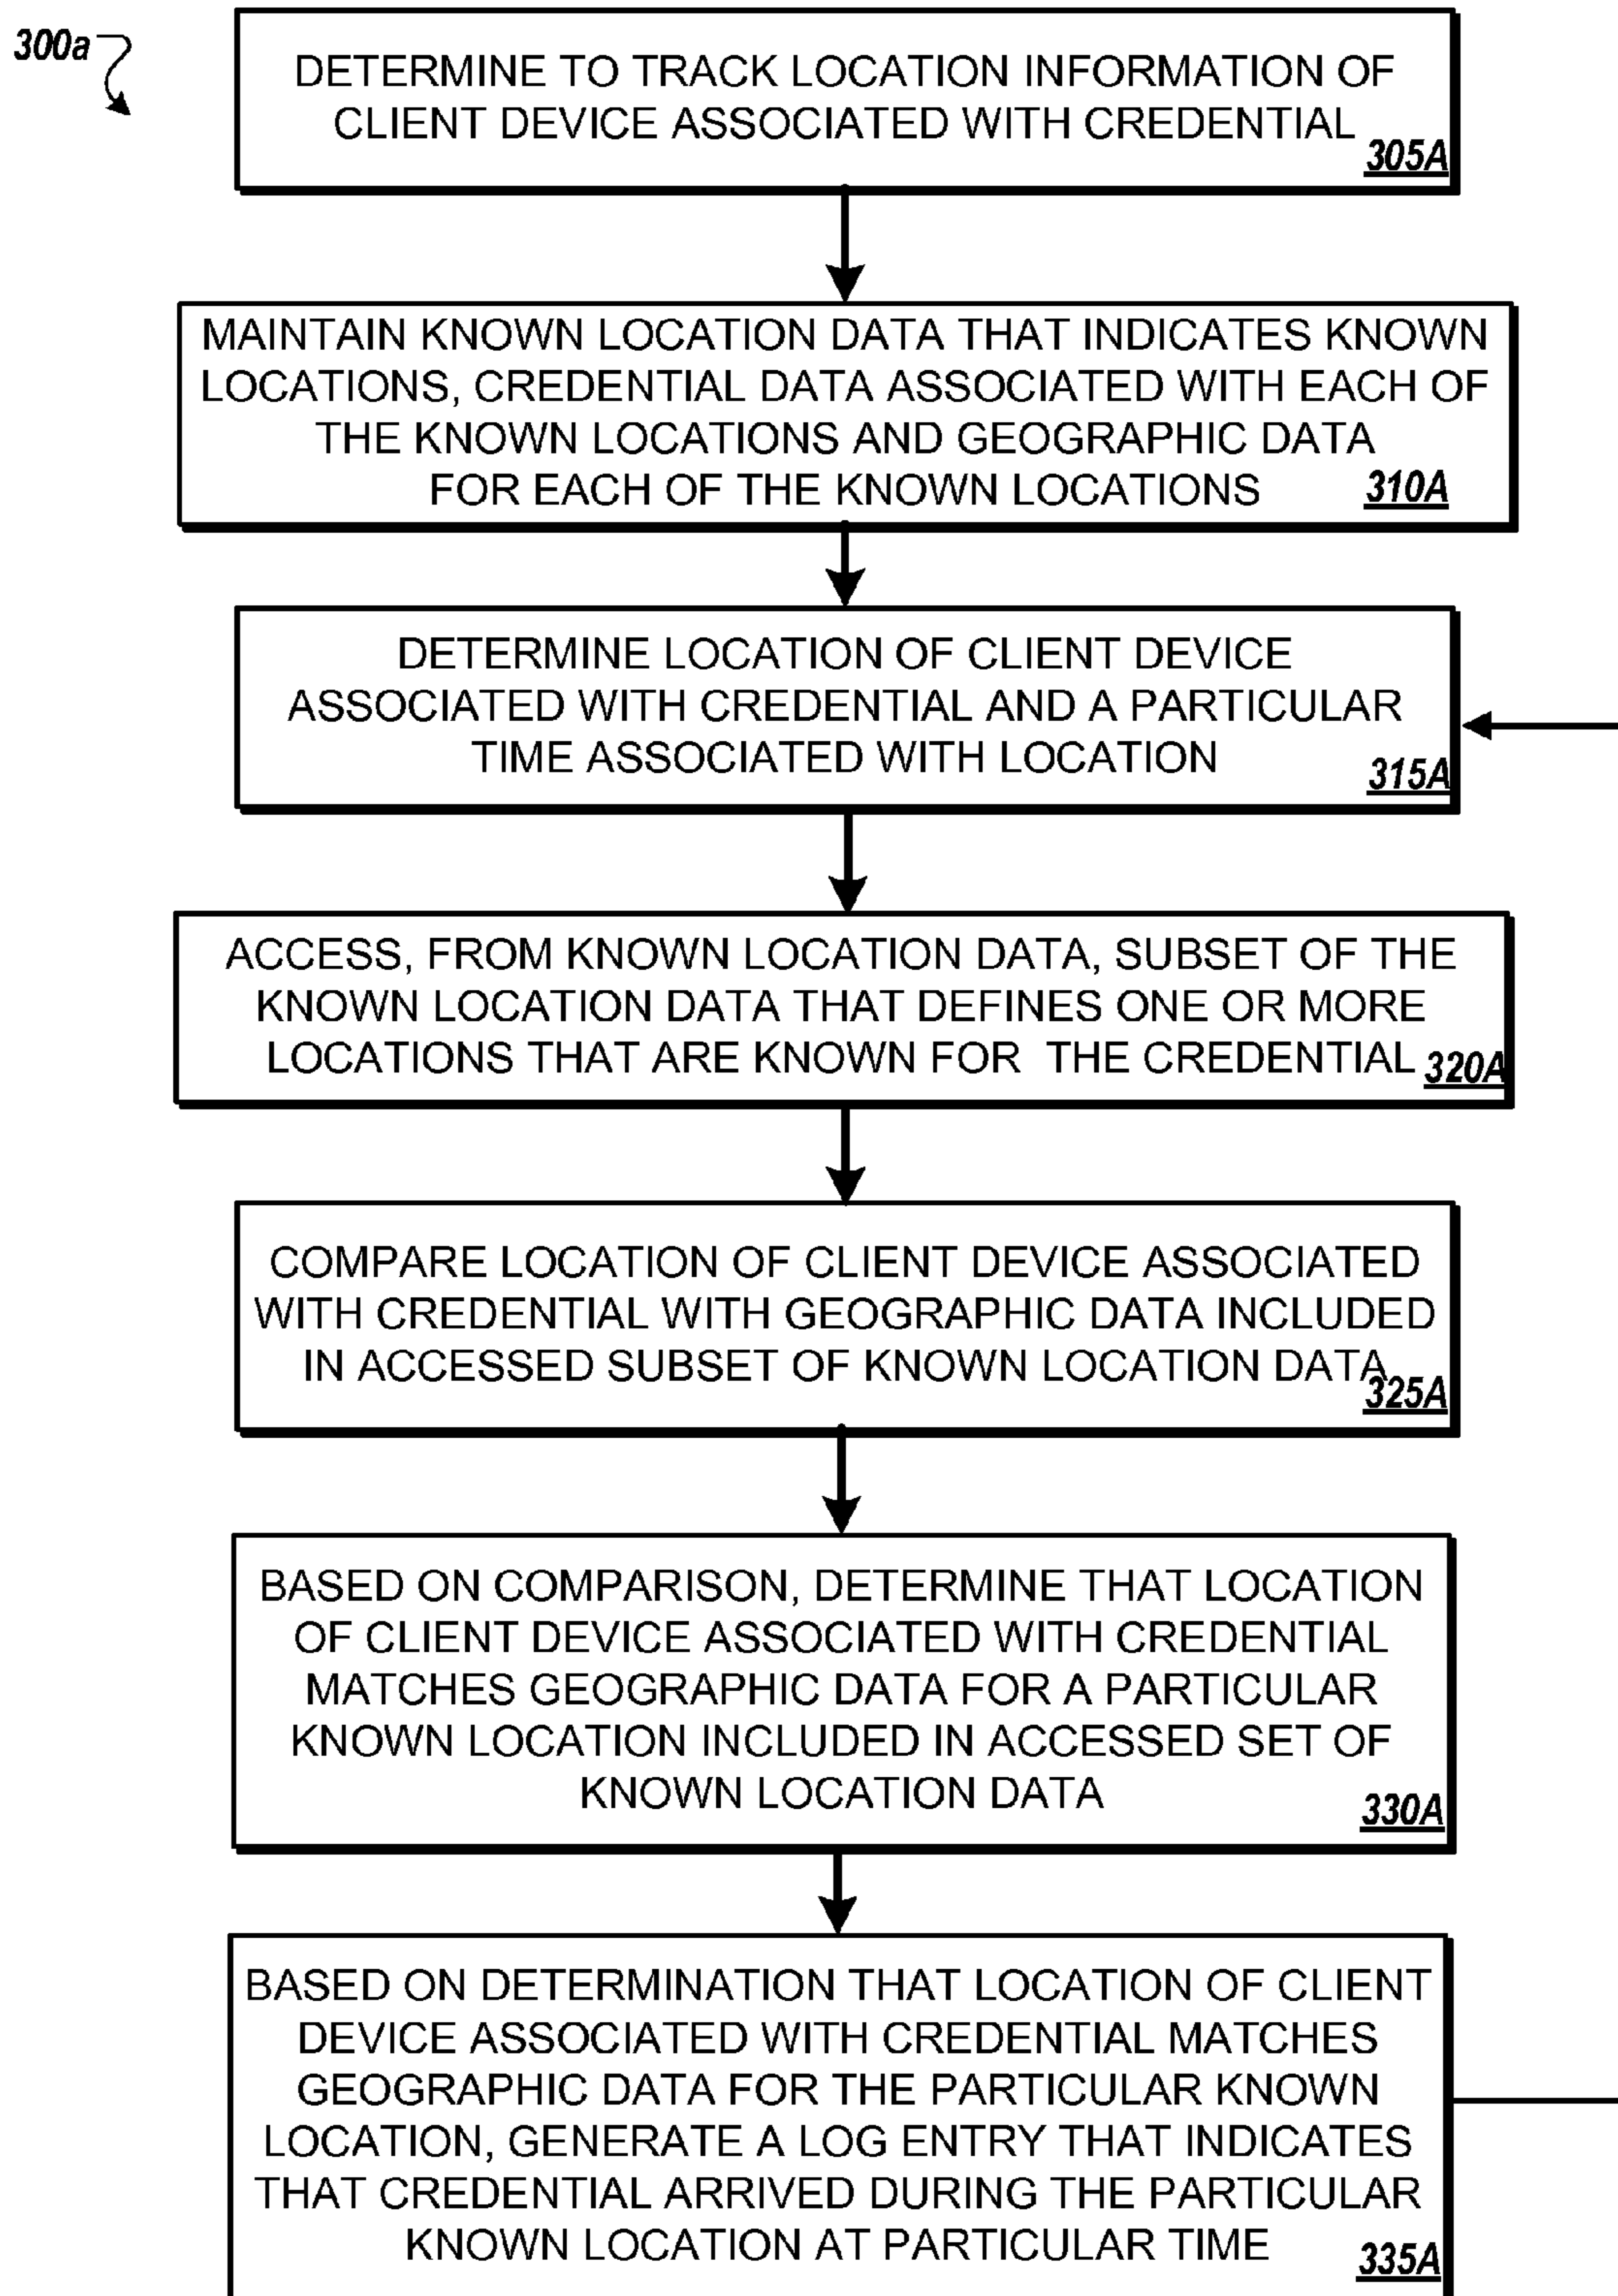 300a
DETERMINE TO TRACK LOCATION INFORMATION OF
CLIENT DEVICE ASSOCIATED WITH CREDENTIAL
305A
MAINTAIN KNOWN LOCATION DATA THAT INDICATES KNOWN
LOCATIONS, CREDENTIAL DATA ASSOCIATED WITH EACH OF
THE KNOWN LOCATIONS AND GEOGRAPHIC DATA
FOR EACH OF THE KNOWN LOCATIONS 310A
DETERMINE LOCATION OF CLIENT DEVICE
ASSOCIATED WITH CREDENTIAL AND A PARTICULAR
TIME ASSOCIATED WITH LOCATION
315A
ACCESS, FROM KNOWN LOCATION DATA, SUBSET OF THE
KNOWN LOCATION DATA THAT DEFINES ONE OR MORE
LOCATIONS THAT ARE KNOWN FOR THE CREDENTIAL 320A
COMPARE LOCATION OF CLIENT DEVICE ASSOCIATED
WITH CREDENTIAL WITH GEOGRAPHIC DATA INCLUDED
IN ACCESSED SUBSET OF KNOWN LOCATION DATA
325A
BASED ON COMPARISON, DETERMINE THAT LOCATION
OF CLIENT DEVICE ASSOCIATED WITH CREDENTIAL
MATCHES GEOGRAPHIC DATA FOR A PARTICULAR
KNOWN LOCATION INCLUDED IN ACCESSED SET OF
KNOWN LOCATION DATA
330A
BASED ON DETERMINATION THAT LOCATION OF CLIENT
DEVICE ASSOCIATED WITH CREDENTIAL MATCHES
GEOGRAPHIC DATA FOR THE PARTICULAR KNOWN
LOCATION, GENERATE A LOG ENTRY THAT INDICATES
THAT CREDENTIAL ARRIVED DURING THE PARTICULAR
KNOWN LOCATION AT PARTICULAR TIME
335A